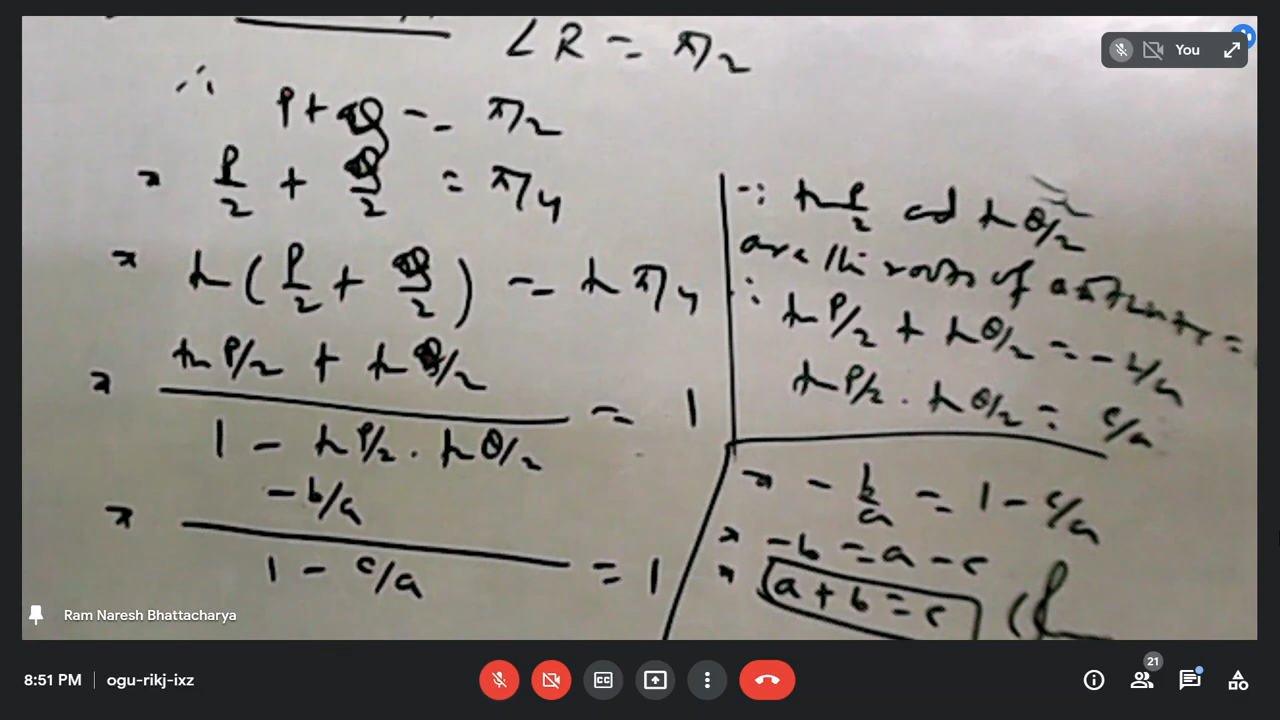 ∠R = π/2
∴ P + Q = π/2
⇒ P/2 + Q/2 = π/4
⇒ tan(P/2 + Q/2) = tan π/4
⇒ (tan P/2 + tan Q/2) / (1 - tan P/2 . tan Q/2) = 1
⇒ (-b/a) / (1 - c/a) = 1
∵ tan P/2 and tan Q/2
are the roots of
∴ tan P/2 + tan Q/2 = -b/a
tan P/2 . tan Q/2 = c/a
⇒ -b/a = 1 - c/a
⇒ -b = a - c
⇒ a + b = c
You
Ram Naresh Bhattacharya
8:51 PM | ogu-rikj-ixz
21